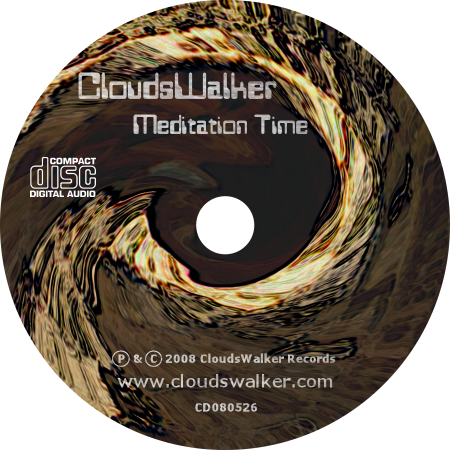 CloudsWalker
Meditation Time
COMPACT
disc
DIGITAL AUDIO
Ⓟ & Ⓒ 2008 CloudsWalker Records
www.cloudswalker.com
CD080526